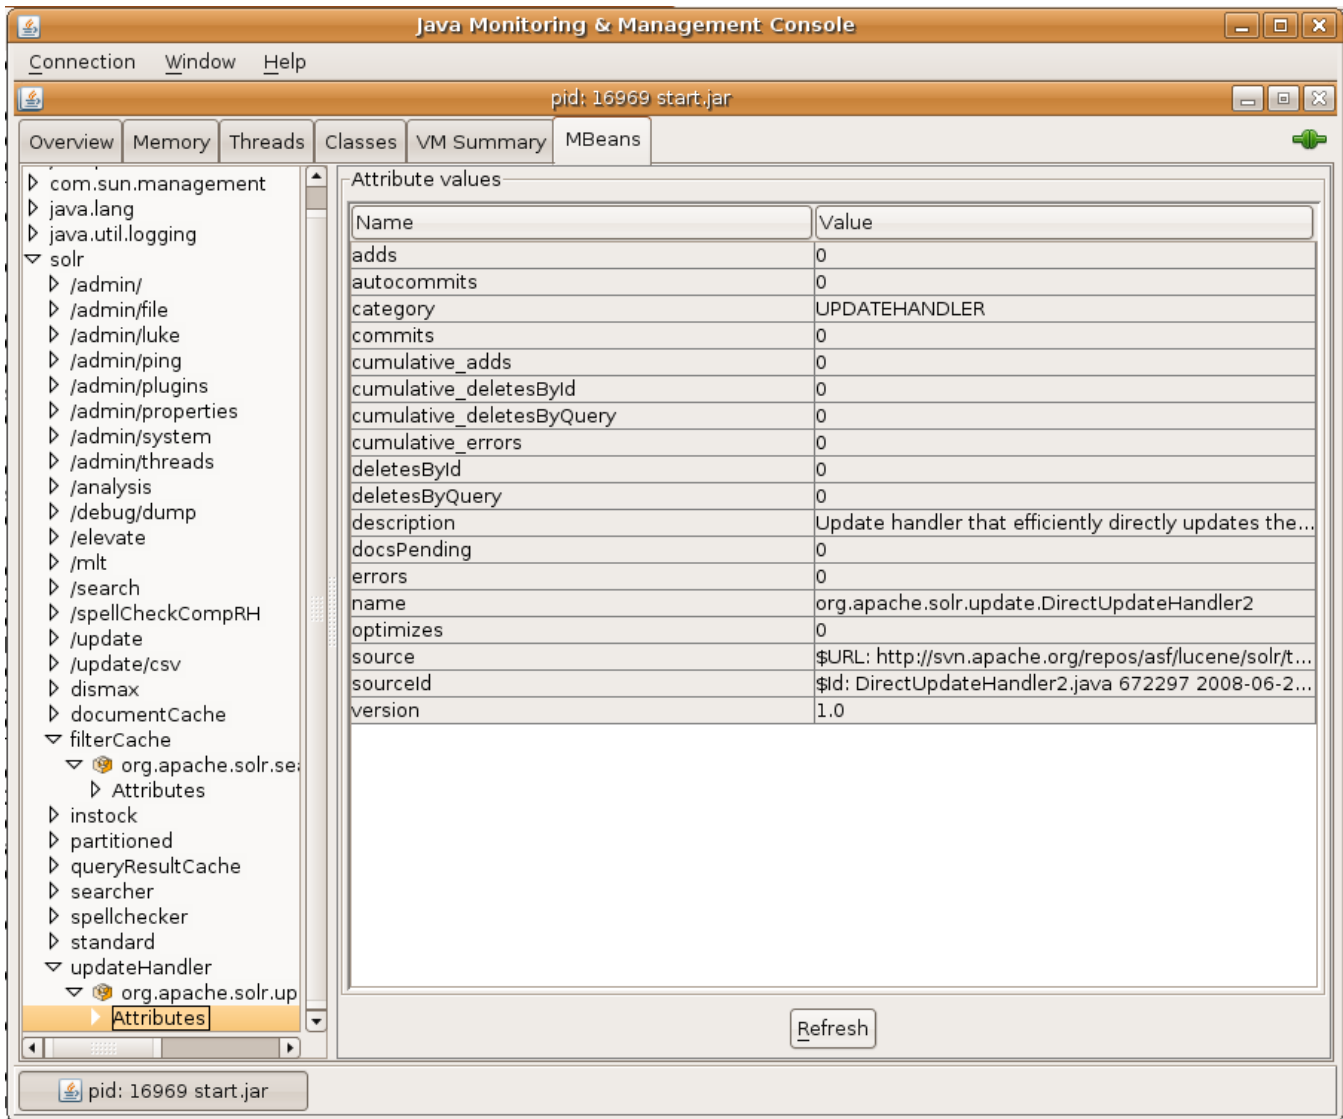 Java Monitoring & Management Console
Connection Window Help
pid: 16969 start.jar
Overview Memory Threads Classes VM Summary MBeans
com.sun.management
java.lang
java.util.logging
solr
/admin/
/admin/file
/admin/luke
/admin/ping
/admin/plugins
/admin/properties
/admin/system
/admin/threads
/analysis
/debug/dump
/elevate
/mlt
/search
/spellCheckCompRH
/update
/update/csv
dismax
documentCache
filterCache
org.apache.solr.sea
Attributes
instock
partitioned
queryResultCache
searcher
spellchecker
standard
updateHandler
org.apache.solr.up
Attributes
Attribute values
Name Value
adds 0
autocommits 0
category UPDATEHANDLER
commits 0
cumulative_adds 0
cumulative_deletesById 0
cumulative_deletesByQuery 0
cumulative_errors 0
deletesById 0
deletesByQuery 0
description Update handler that efficiently directly updates the...
docsPending 0
errors 0
name org.apache.solr.update.DirectUpdateHandler2
optimizes 0
source $URL: http://svn.apache.org/repos/asf/lucene/solr/t...
sourceId $Id: DirectUpdateHandler2.java 672297 2008-06-2...
version 1.0
Refresh
pid: 16969 start.jar